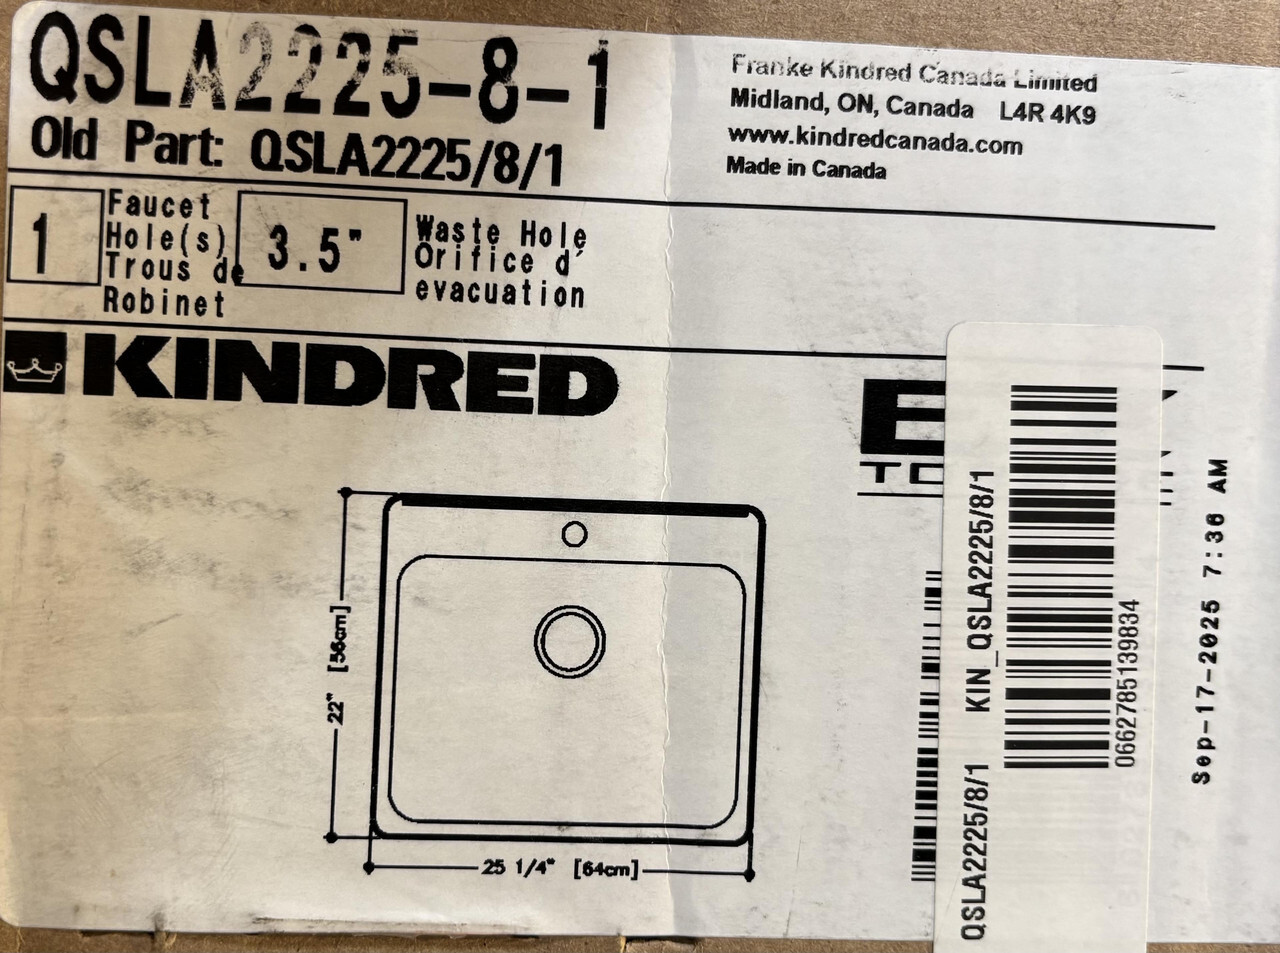 QSLA2225-8-1
Old Part: QSLA2225/8/1
Franke Kindred Canada Limited
Midland, ON, Canada L4R 4K9
www.kindredcanada.com
Made in Canada
1
Faucet
Hole(s)
Trous de
Robinet
3.5"
Waste Hole
Orifice d'
evacuation
KINDRED
22" [56cm]
25 1/4" [64cm]
QSLA2225/8/1 KIN_QSLA2225/8/1
0662785139834
Sep-17-2025 7:36 AM